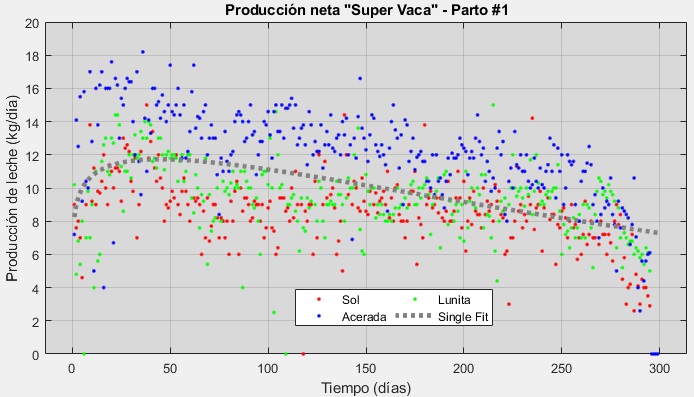 Producción neta "Super Vaca" - Parto #1
Producción de leche (kg/día)
20
18
16
14
12
10
8
6
4
2
0
Sol
Lunita
Acerada
Single Fit
0 50 100 150 200 250 300
Tiempo (días)